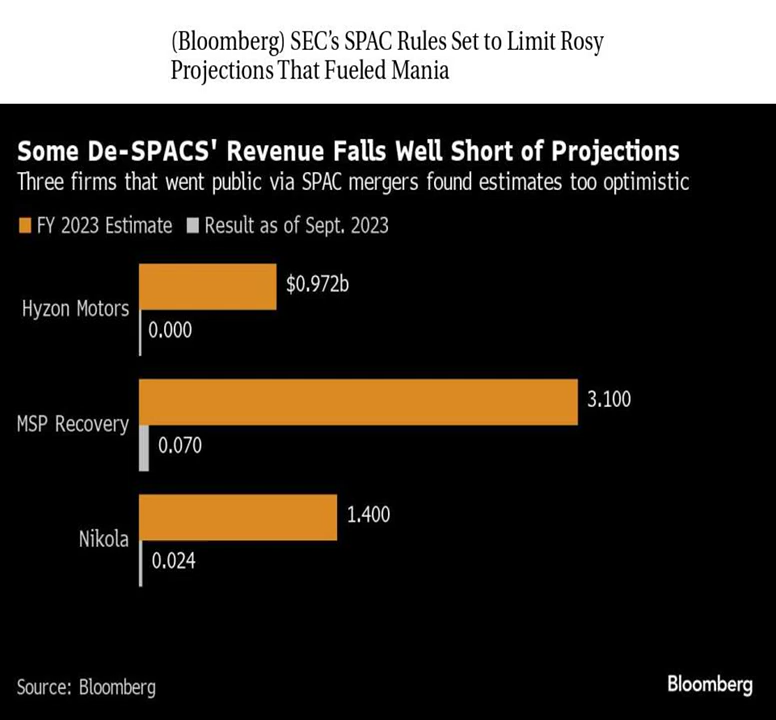 (Bloomberg) SEC’s SPAC Rules Set to Limit Rosy
Projections That Fueled Mania
Some De-SPACS' Revenue Falls Well Short of Projections
Three firms that went public via SPAC mergers found estimates too optimistic
FY 2023 Estimate Result as of Sept. 2023
Hyzon Motors
$0.972b
0.000
MSP Recovery
3.100
0.070
Nikola
1.400
0.024
Source: Bloomberg
Bloomberg